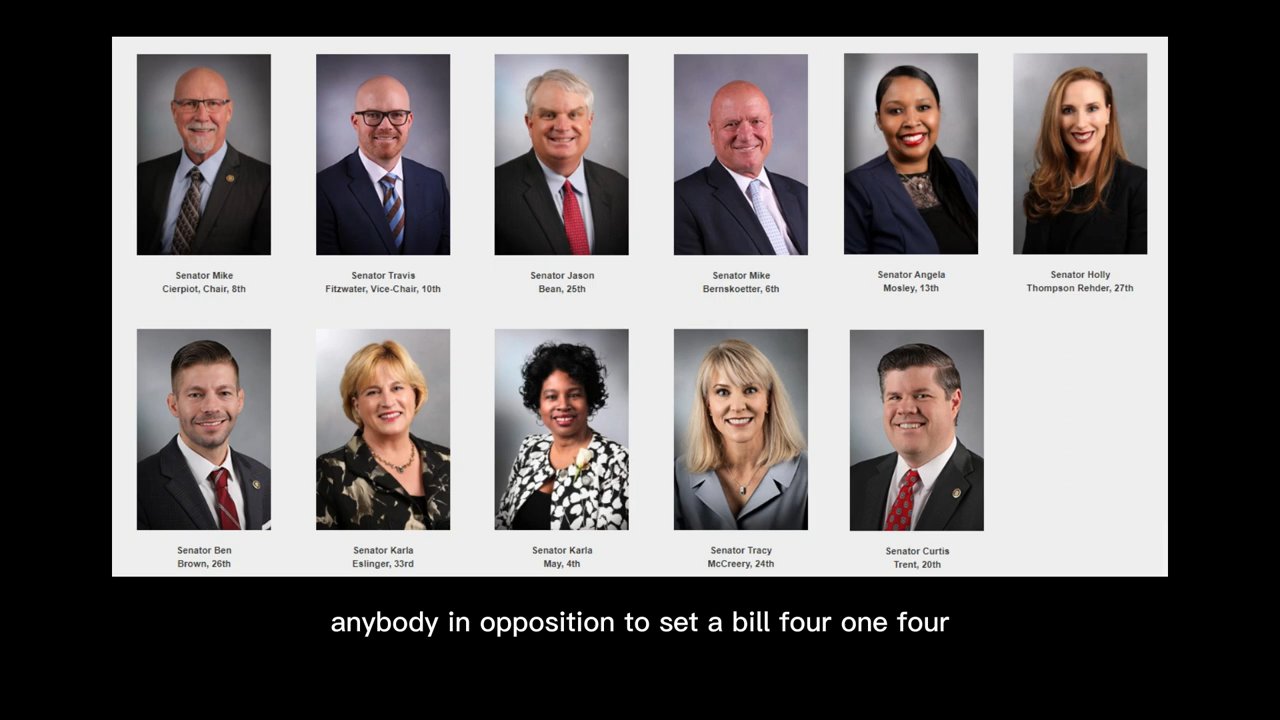 Senator Mike
Cierpiot, Chair, 8th
Senator Travis
Fitzwater, Vice-Chair, 10th
Senator Jason
Bean, 25th
Senator Mike
Bernskoetter, 6th
Senator Angela
Mosley, 13th
Senator Holly
Thompson Rehder, 27th
Senator Ben
Brown, 26th
Senator Karla
Eslinger, 33rd
Senator Karla
May, 4th
Senator Tracy
McCreery, 24th
Senator Curtis
Trent, 20th
anybody in opposition to set a bill four one four